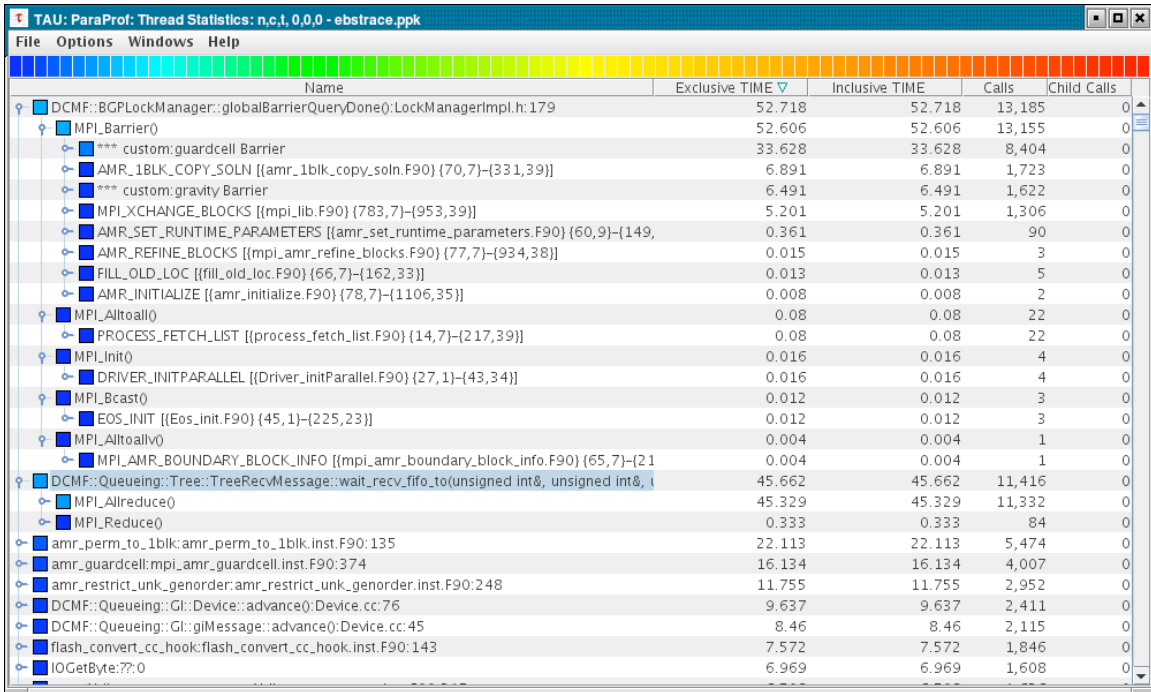 TAU: ParaProf: Thread Statistics: n,c,t, 0,0,0 - ebstrace.ppk
File Options Windows Help
Name Exclusive TIME ▽ Inclusive TIME Calls Child Calls
DCMF::BGPLockManager::globalBarrierQueryDone():LockManagerImpl.h:179 52.718 52.718 13,185 0
MPI_Barrier() 52.606 52.606 13,155 0
*** custom:guardcell Barrier 33.628 33.628 8,404 0
AMR_1BLK_COPY_SOLN [{amr_1blk_copy_soln.F90} {70,7}-{331,39}] 6.891 6.891 1,723 0
*** custom:gravity Barrier 6.491 6.491 1,622 0
MPI_XCHANGE_BLOCKS [{mpi_lib.F90} {783,7}-{953,39}] 5.201 5.201 1,306 0
AMR_SET_RUNTIME_PARAMETERS [{amr_set_runtime_parameters.F90} {60,9}-{149, 0.361 0.361 90 0
AMR_REFINE_BLOCKS [{mpi_amr_refine_blocks.F90} {77,7}-{934,38}] 0.015 0.015 3 0
FILL_OLD_LOC [{fill_old_loc.F90} {66,7}-{162,33}] 0.013 0.013 5 0
AMR_INITIALIZE [{amr_initialize.F90} {78,7}-{1106,35}] 0.008 0.008 2 0
MPI_Alltoall() 0.08 0.08 22 0
PROCESS_FETCH_LIST [{process_fetch_list.F90} {14,7}-{217,39}] 0.08 0.08 22 0
MPI_Init() 0.016 0.016 4 0
DRIVER_INITPARALLEL [{Driver_initParallel.F90} {27,1}-{43,34}] 0.016 0.016 4 0
MPI_Bcast() 0.012 0.012 3 0
EOS_INIT [{Eos_init.F90} {45,1}-{225,23}] 0.012 0.012 3 0
MPI_Alltoallv() 0.004 0.004 1 0
MPI_AMR_BOUNDARY_BLOCK_INFO [{mpi_amr_boundary_block_info.F90} {65,7}-{21 0.004 0.004 1 0
DCMF::Queueing::Tree::TreeRecvMessage::wait_recv_fifo_to(unsigned int&, unsigned int&, 45.662 45.662 11,416 0
MPI_Allreduce() 45.329 45.329 11,332 0
MPI_Reduce() 0.333 0.333 84 0
amr_perm_to_1blk:amr_perm_to_1blk.inst.F90:135 22.113 22.113 5,474 0
amr_guardcell:mpi_amr_guardcell.inst.F90:374 16.134 16.134 4,007 0
amr_restrict_unk_genorder:amr_restrict_unk_genorder.inst.F90:248 11.755 11.755 2,952 0
DCMF::Queueing::GI::Device::advance():Device.cc:76 9.637 9.637 2,411 0
DCMF::Queueing::GI::giMessage::advance():Device.cc:45 8.46 8.46 2,115 0
flash_convert_cc_hook:flash_convert_cc_hook.inst.F90:143 7.572 7.572 1,846 0
IOGetByte:??:0 6.969 6.969 1,608 0